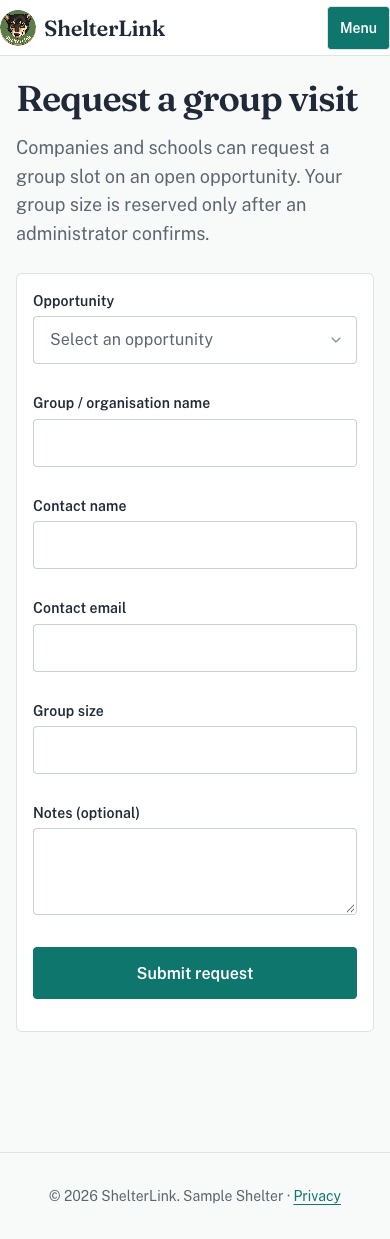 ShelterLink
Menu
Request a group visit
Companies and schools can request a
group slot on an open opportunity. Your
group size is reserved only after an
administrator confirms.
Opportunity
Select an opportunity
Group / organisation name
Contact name
Contact email
Group size
Notes (optional)
Submit request
© 2026 ShelterLink. Sample Shelter · Privacy